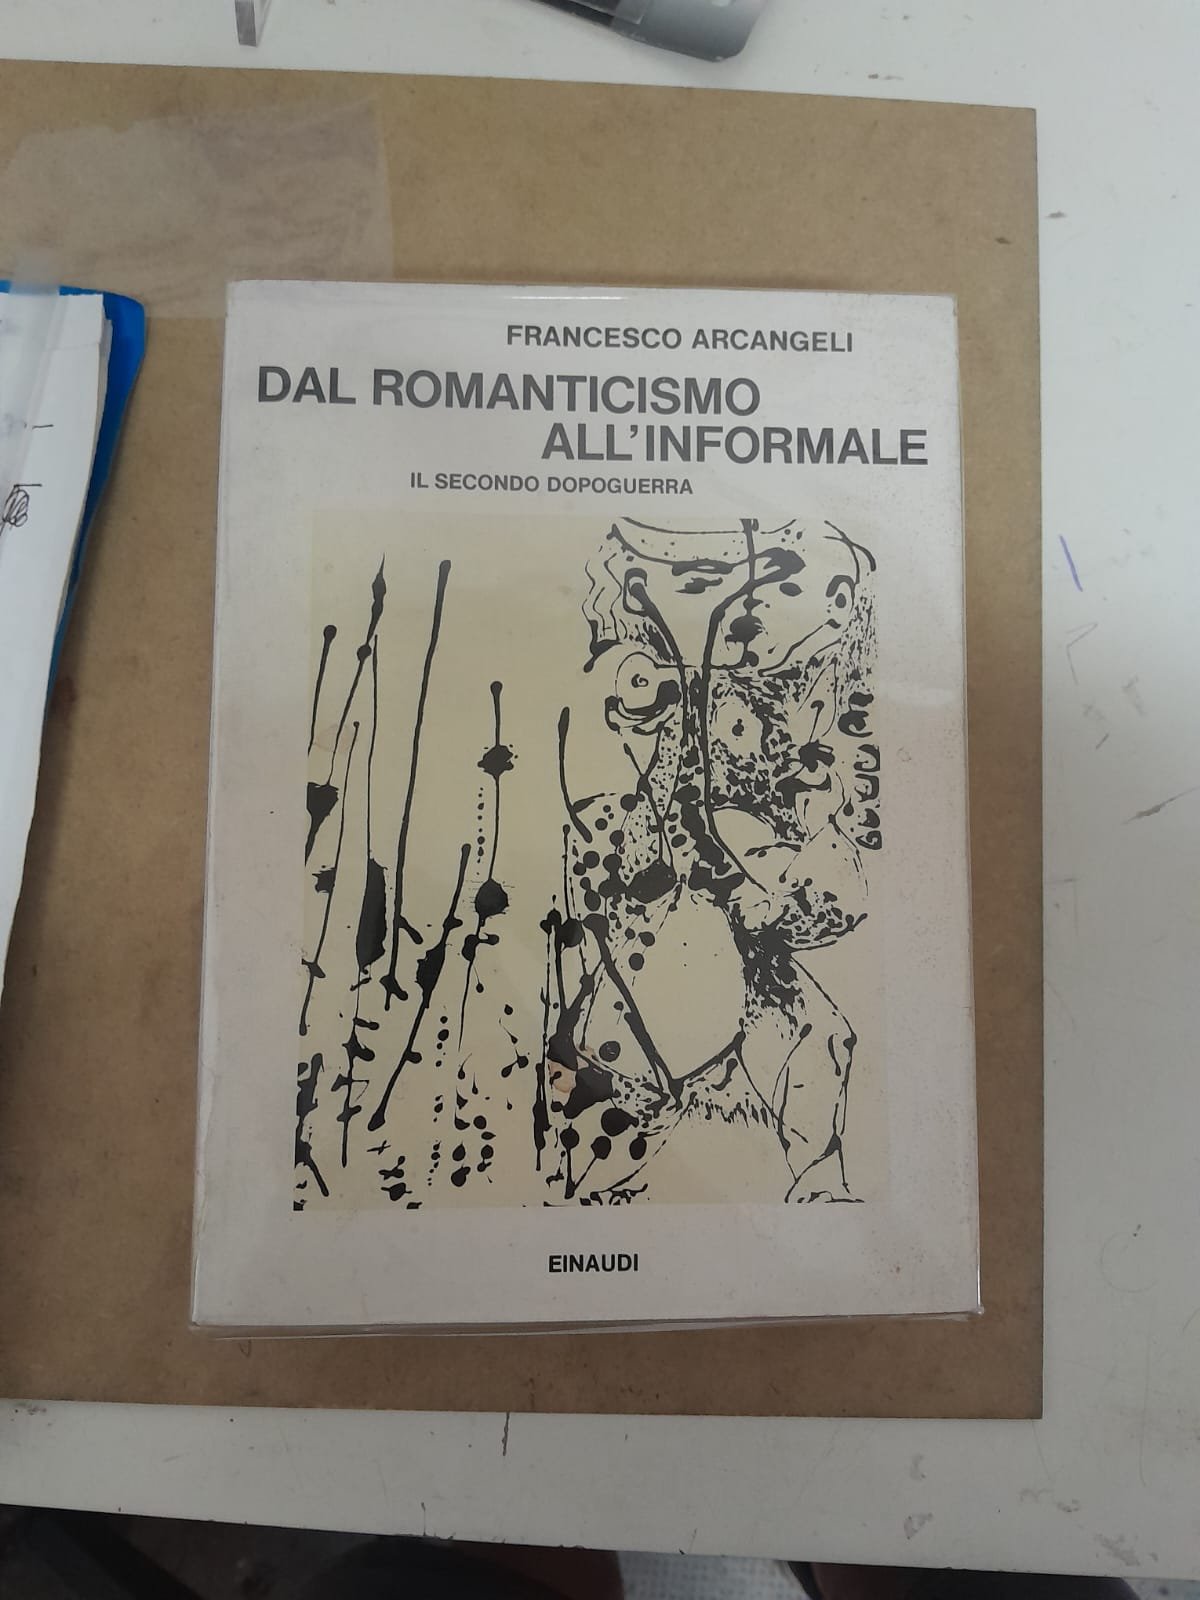 FRANCESCO ARCANGELI
DAL ROMANTICISMO
ALL'INFORMALE
IL SECONDO DOPOGUERRA
EINAUDI